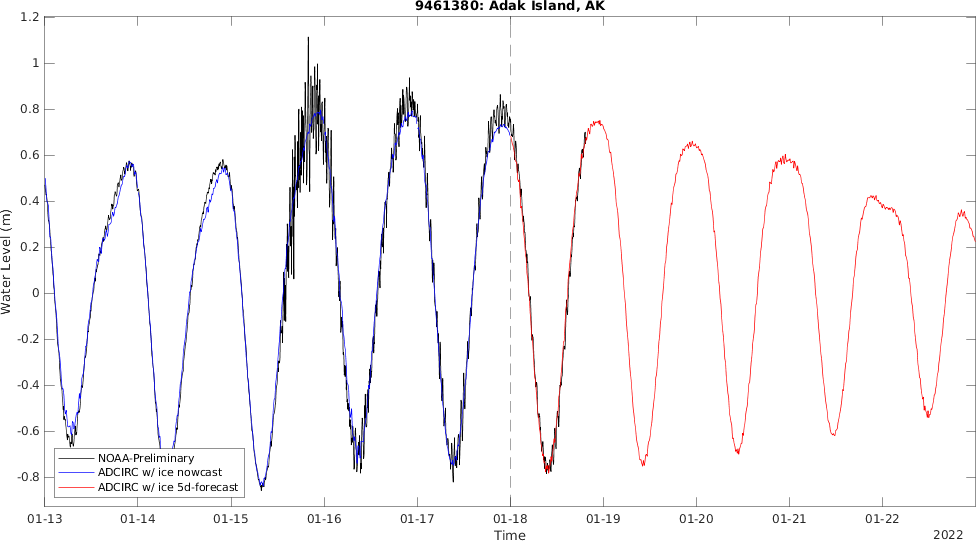 9461380: Adak Island, AK
1.2
1
0.8
0.6
0.4
0.2
0
-0.2
-0.4
-0.6
-0.8
Water Level (m)
NOAA-Preliminary
ADCIRC w/ ice nowcast
ADCIRC w/ ice 5d-forecast
01-13 01-14 01-15 01-16 01-17 01-18 01-19 01-20 01-21 01-22
Time
2022